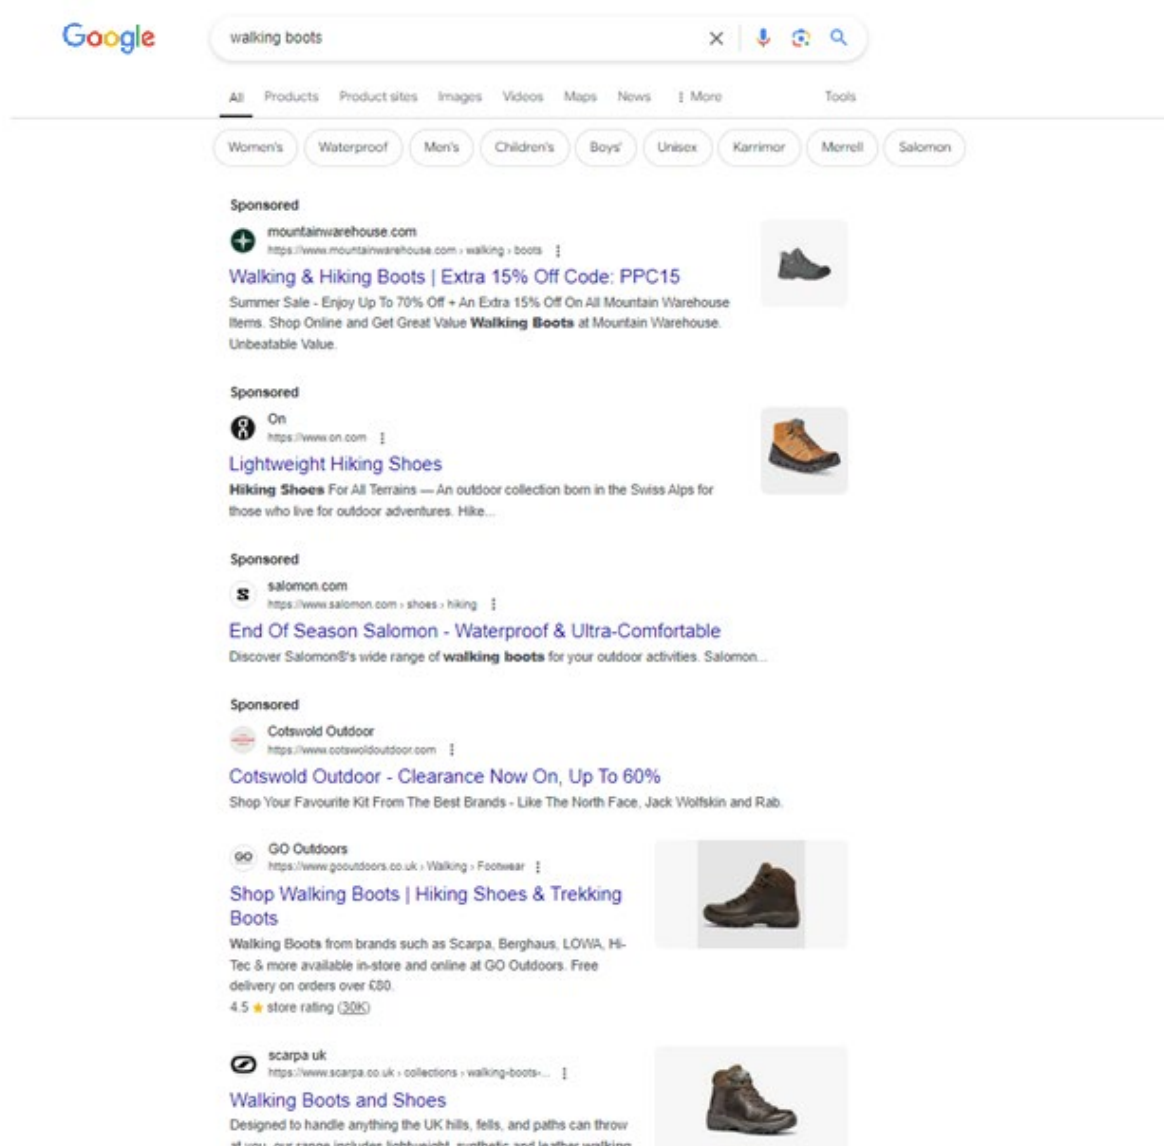 Google
walking boots
All Products Product sites Images Videos Maps News More Tools
Women's Waterproof Men's Children's Boys' Unisex Karrimor Merrell Salomon
Sponsored
mountainwarehouse.com
https://www.mountainwarehouse.com › walking › boots
Walking & Hiking Boots | Extra 15% Off Code: PPC15
Summer Sale - Enjoy Up To 70% Off + An Extra 15% Off On All Mountain Warehouse
Items. Shop Online and Get Great Value Walking Boots at Mountain Warehouse.
Unbeatable Value.
Sponsored
On
https://www.on.com
Lightweight Hiking Shoes
Hiking Shoes For All Terrains — An outdoor collection born in the Swiss Alps for
those who live for outdoor adventures. Hike...
Sponsored
S
salomon.com
https://www.salomon.com › shoes › hiking
End Of Season Salomon - Waterproof & Ultra-Comfortable
Discover Salomon®'s wide range of walking boots for your outdoor activities. Salomon...
Sponsored
Cotswold Outdoor
https://www.cotswoldoutdoor.com
Cotswold Outdoor - Clearance Now On, Up To 60%
Shop Your Favourite Kit From The Best Brands - Like The North Face, Jack Wolfskin and Rab.
GO
GO Outdoors
https://www.gooutdoors.co.uk › Walking › Footwear
Shop Walking Boots | Hiking Shoes & Trekking
Boots
Walking Boots from brands such as Scarpa, Berghaus, LOWA, Hi-
Tec & more available in-store and online at GO Outdoors. Free
delivery on orders over £80.
4.5 ★ store rating (30K)
scarpa uk
https://www.scarpa.co.uk › collections › walking-boots-...
Walking Boots and Shoes
Designed to handle anything the UK hills, fells, and paths can throw
at you, our range includes lightweight, synthetic and leather walking